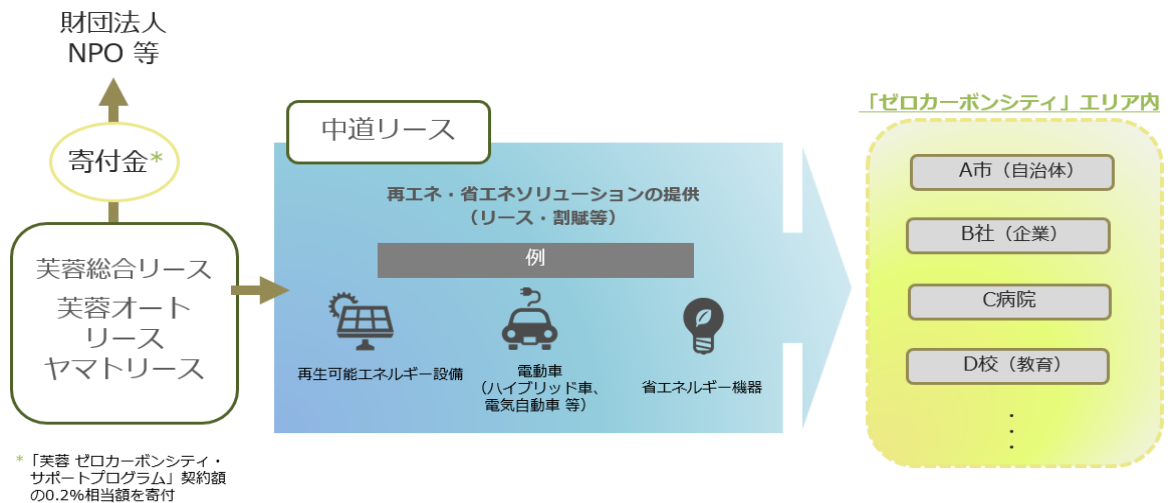 財団法人
NPO 等
寄付金*
芙蓉総合リース
芙蓉オート
リース
ヤマトリース
*「芙蓉 ゼロカーボンシティ・
サポートプログラム」契約額
の0.2%相当額を寄付
中道リース
再エネ・省エネソリューションの提供
（リース・割賦等）
例
再生可能エネルギー設備
電動車
（ハイブリッド車、
電気自動車 等）
省エネルギー機器
「ゼロカーボンシティ」エリア内
A市（自治体）
B社（企業）
C病院
D校（教育）